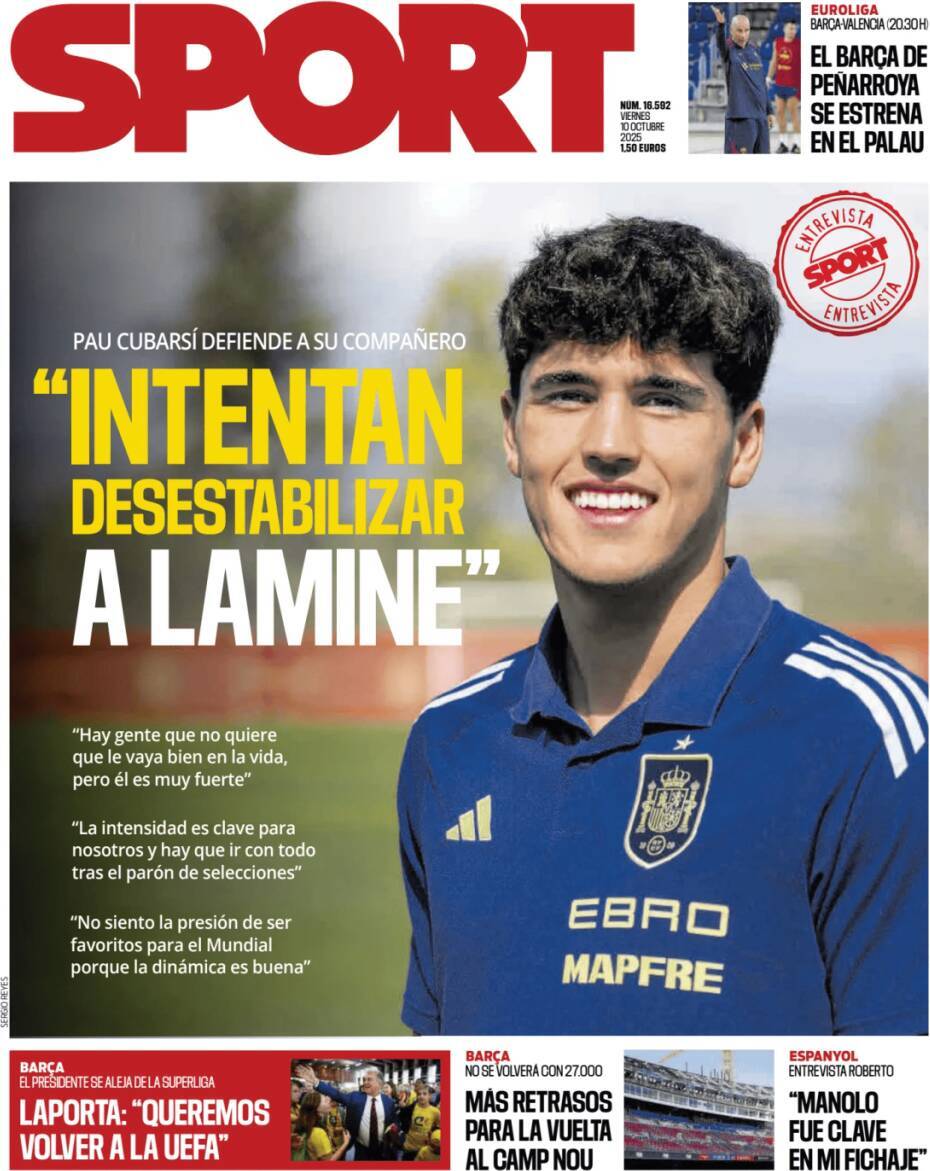 SPORT
NÚM. 16.592
VIERNES
10 OCTUBRE
2025
1,50 EUROS
EUROLIGA
BARÇA-VALENCIA (20.30 H)
EL BARÇA DE
PEÑARROYA
SE ESTRENA
EN EL PALAU
ENTREVISTA
SPORT
ENTREVISTA
PAU CUBARSÍ DEFIENDE A SU COMPAÑERO
“INTENTAN
DESESTABILIZAR
A LAMINE”
“Hay gente que no quiere
que le vaya bien en la vida,
pero él es muy fuerte”
“La intensidad es clave para
nosotros y hay que ir con todo
tras el parón de selecciones”
“No siento la presión de ser
favoritos para el Mundial
porque la dinámica es buena”
EBRO
MAPFRE
SERGIO REYES
BARÇA
EL PRESIDENTE SE ALEJA DE LA SUPERLIGA
LAPORTA: “QUEREMOS
VOLVER A LA UEFA”
BARÇA
NO SE VOLVERÁ CON 27.000
MÁS RETRASOS
PARA LA VUELTA
AL CAMP NOU
ESPANYOL
ENTREVISTA ROBERTO
“MANOLO
FUE CLAVE
EN MI FICHAJE”